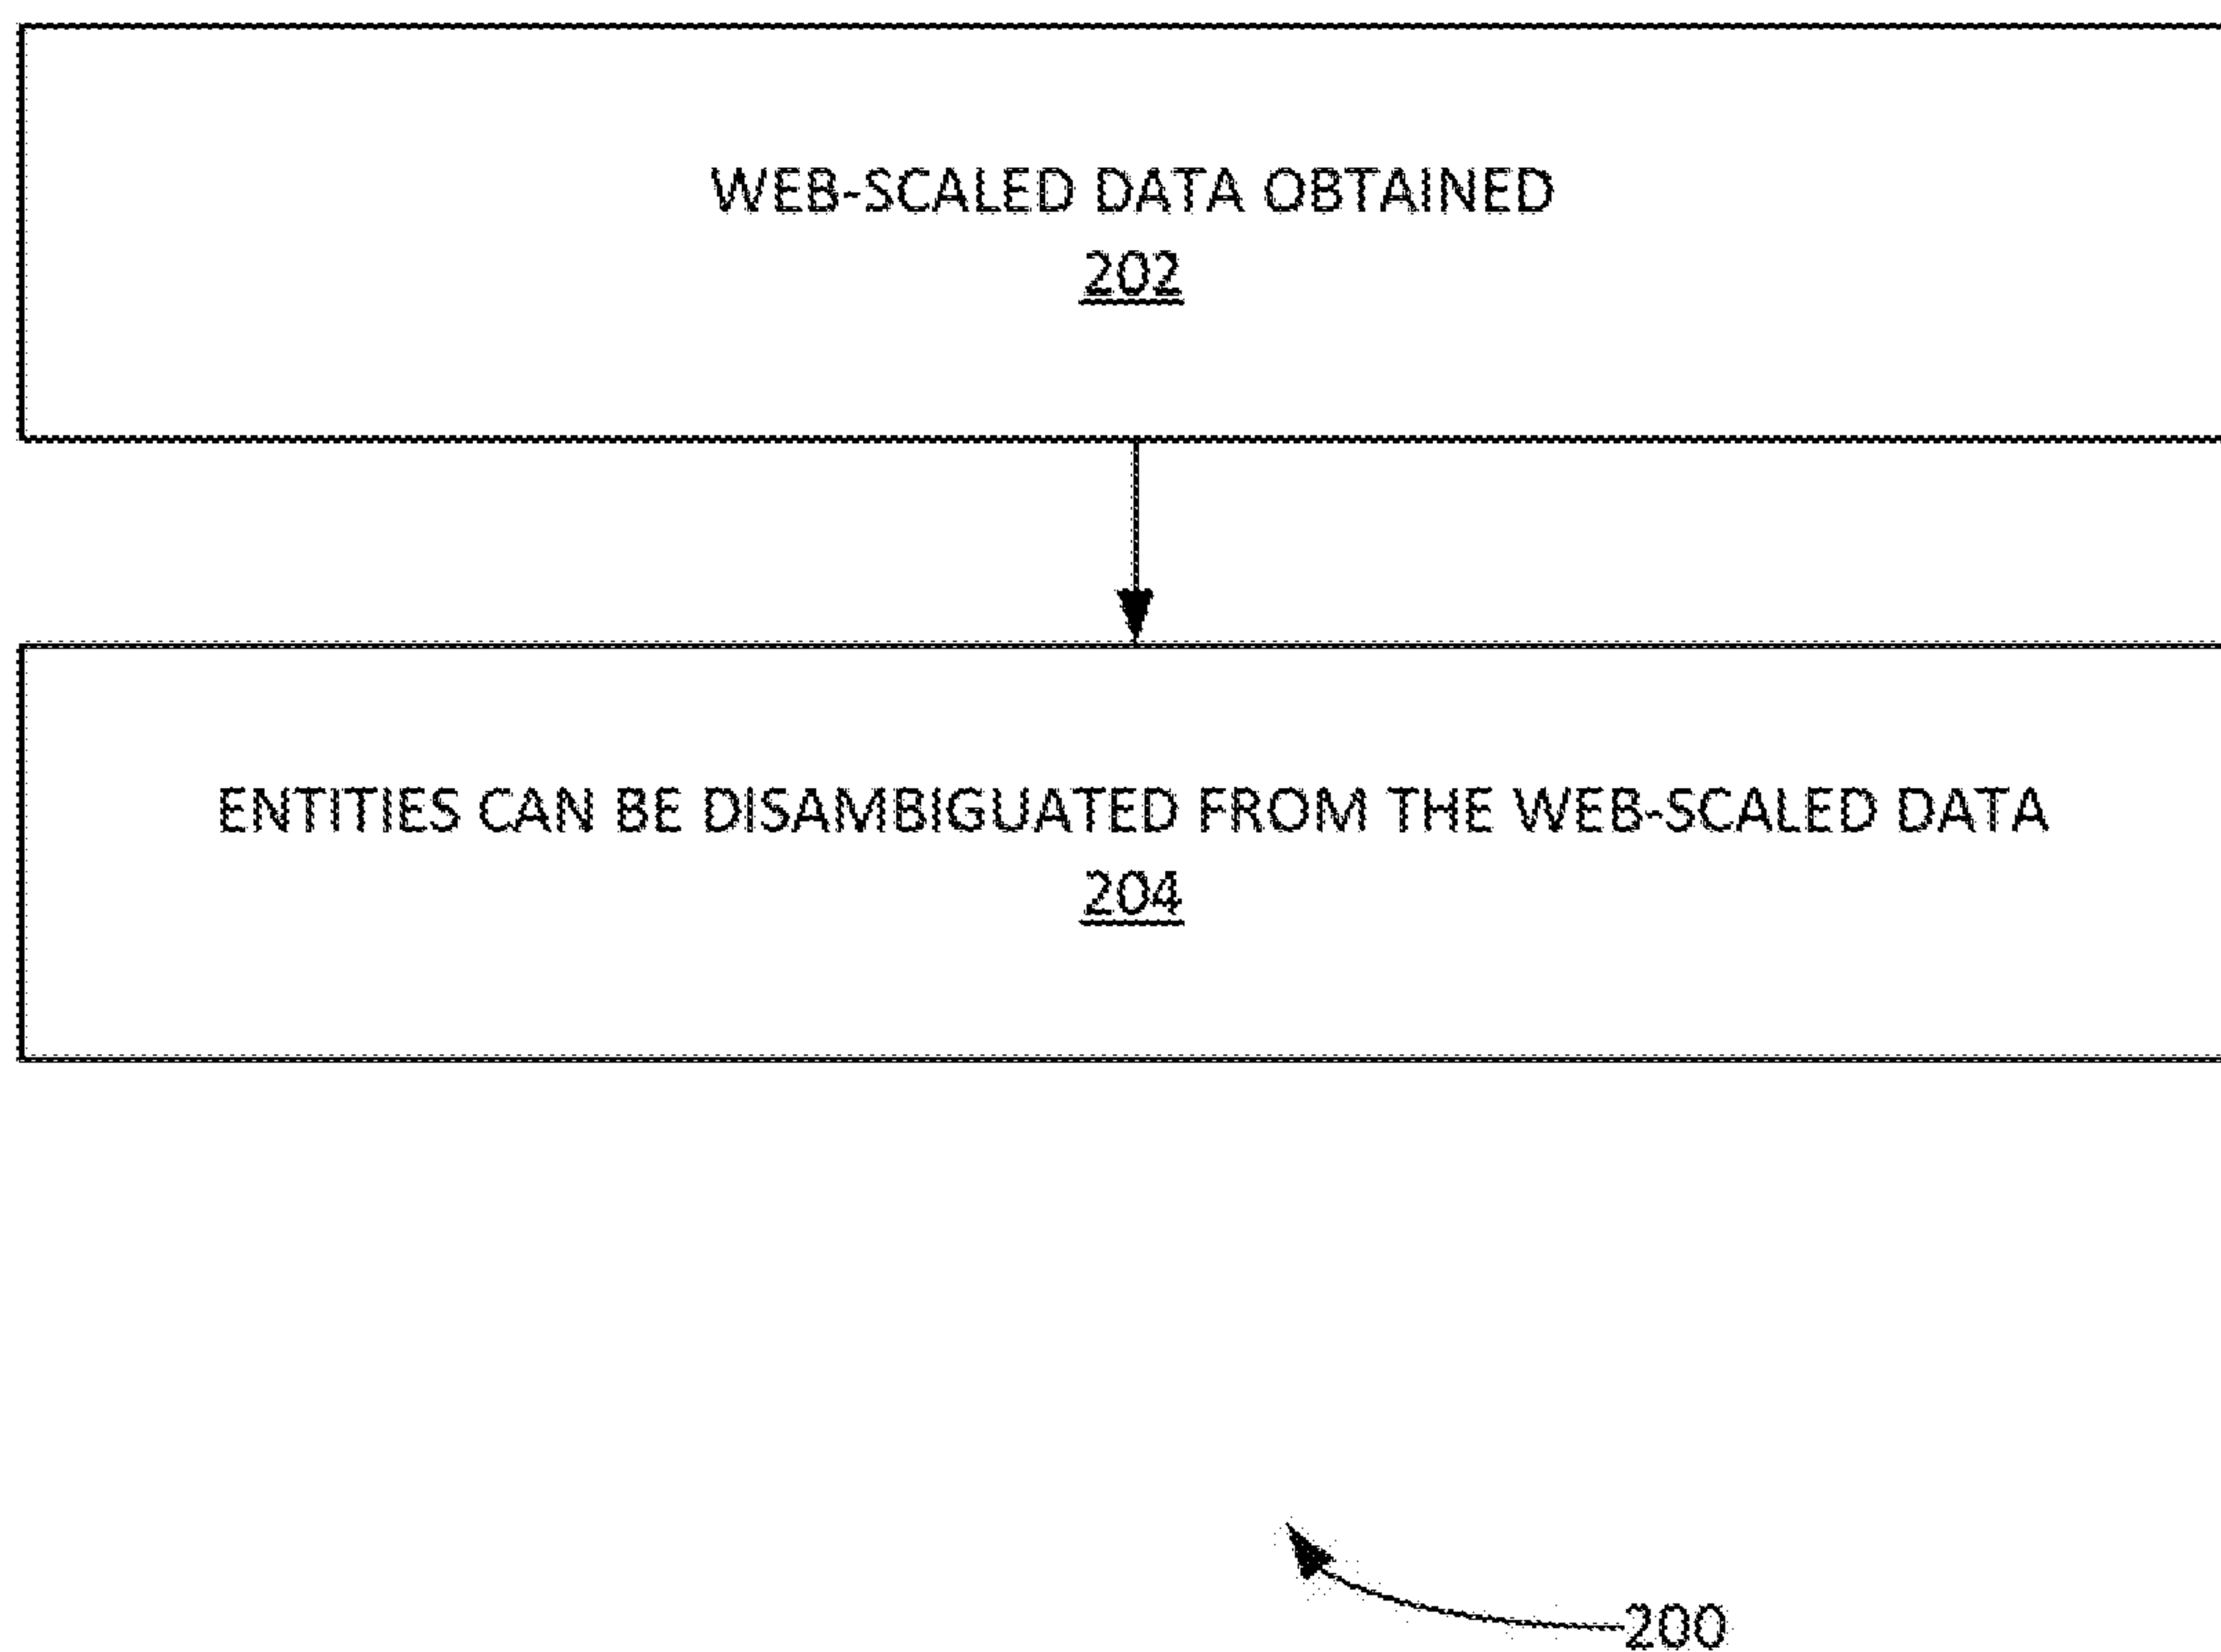 WEB-SCALED DATA OBTAINED
202
ENTITIES CAN BE DISAMBIGUATED FROM THE WEB-SCALED DATA
204
200